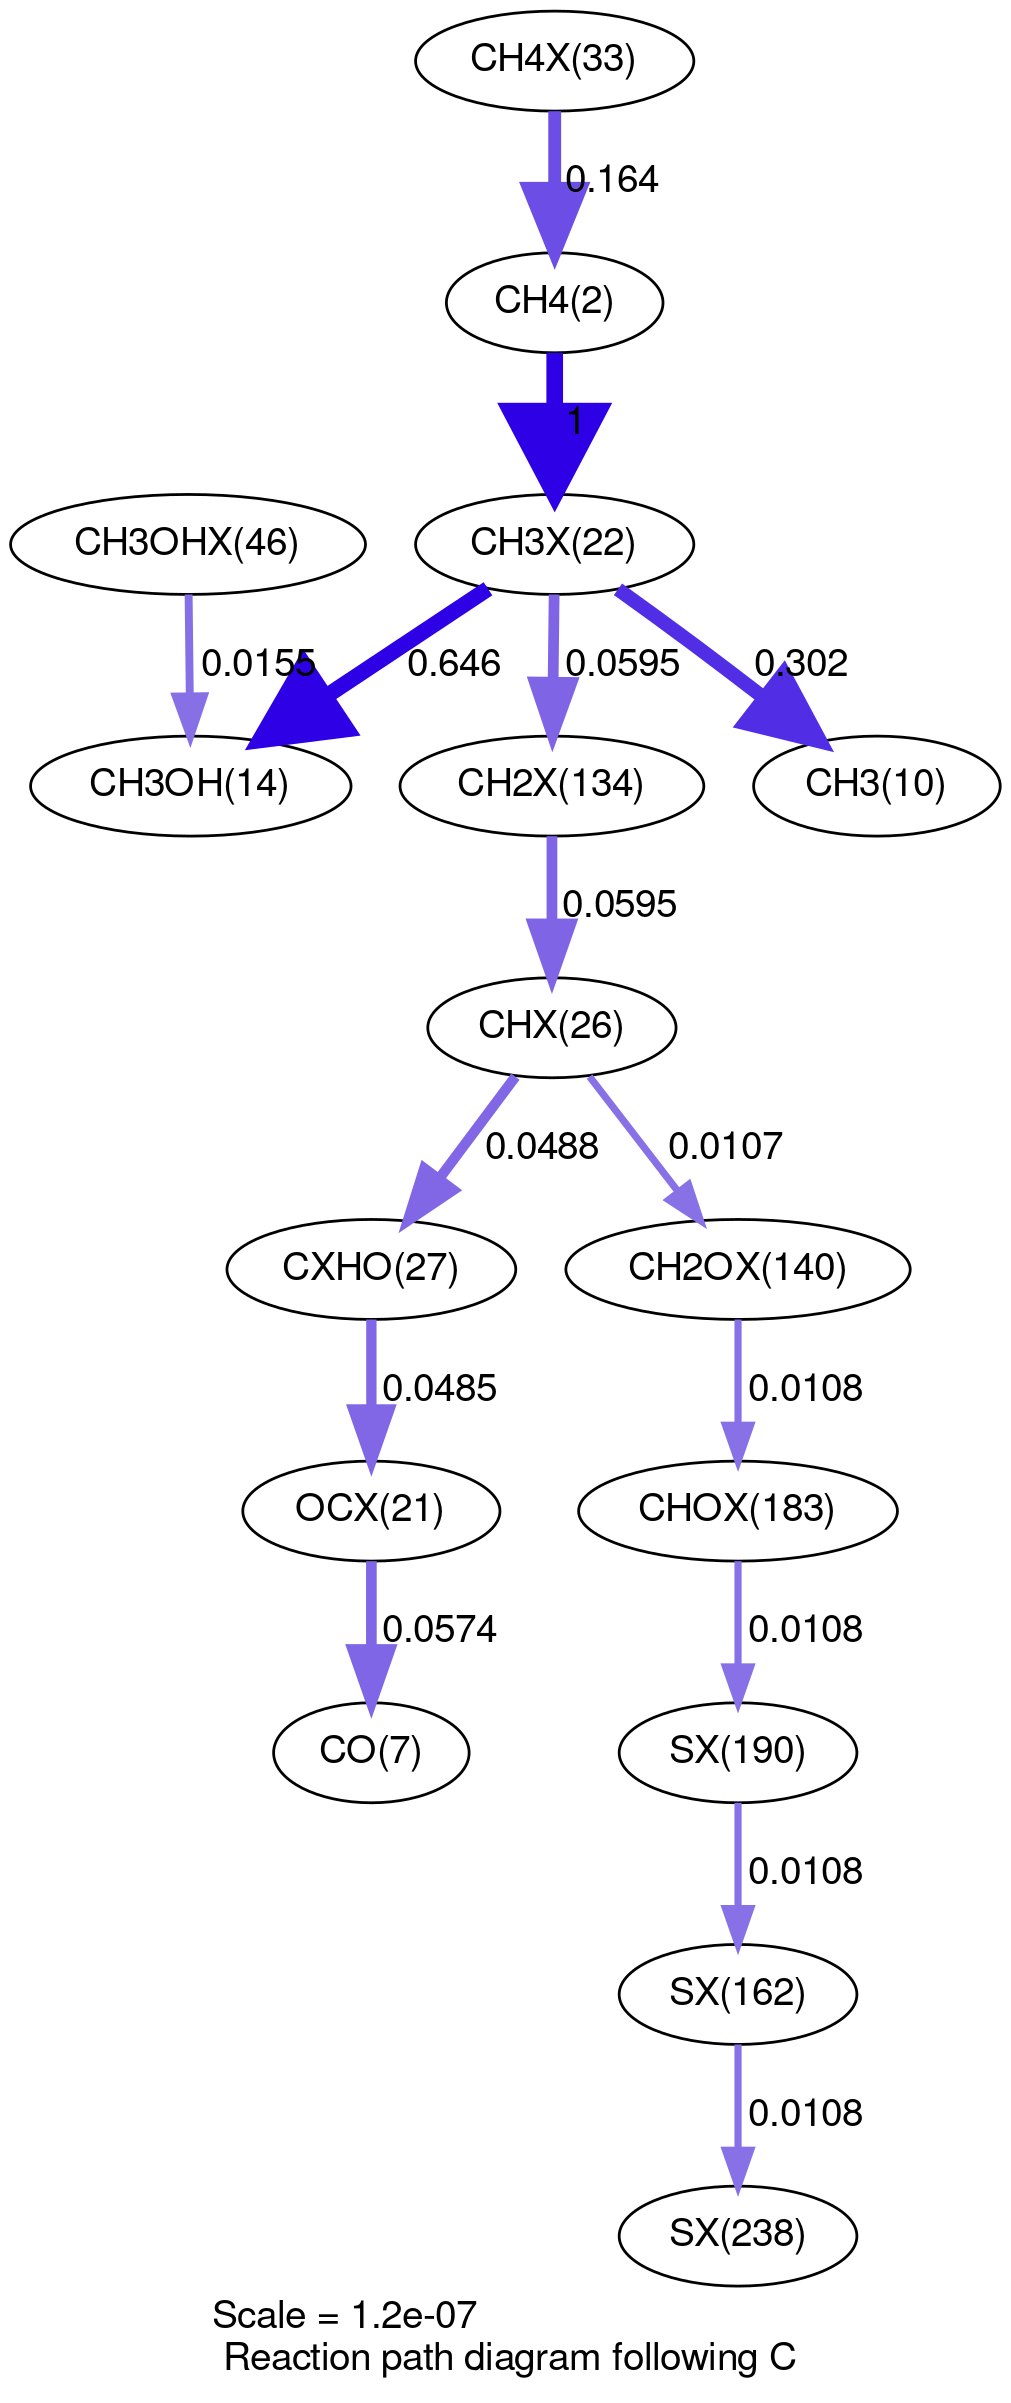 CH4X(33)
0.164
CH4(2)
1
CH3OHX(46)
CH3X(22)
0.0155
0.646
0.0595
0.302
CH3OH(14)
CH2X(134)
CH3(10)
0.0595
CHX(26)
0.0488
0.0107
CXHO(27)
CH2OX(140)
0.0485
0.0108
OCX(21)
CHOX(183)
0.0574
0.0108
CO(7)
SX(190)
0.0108
SX(162)
0.0108
SX(238)
Scale = 1.2e-07
Reaction path diagram following C